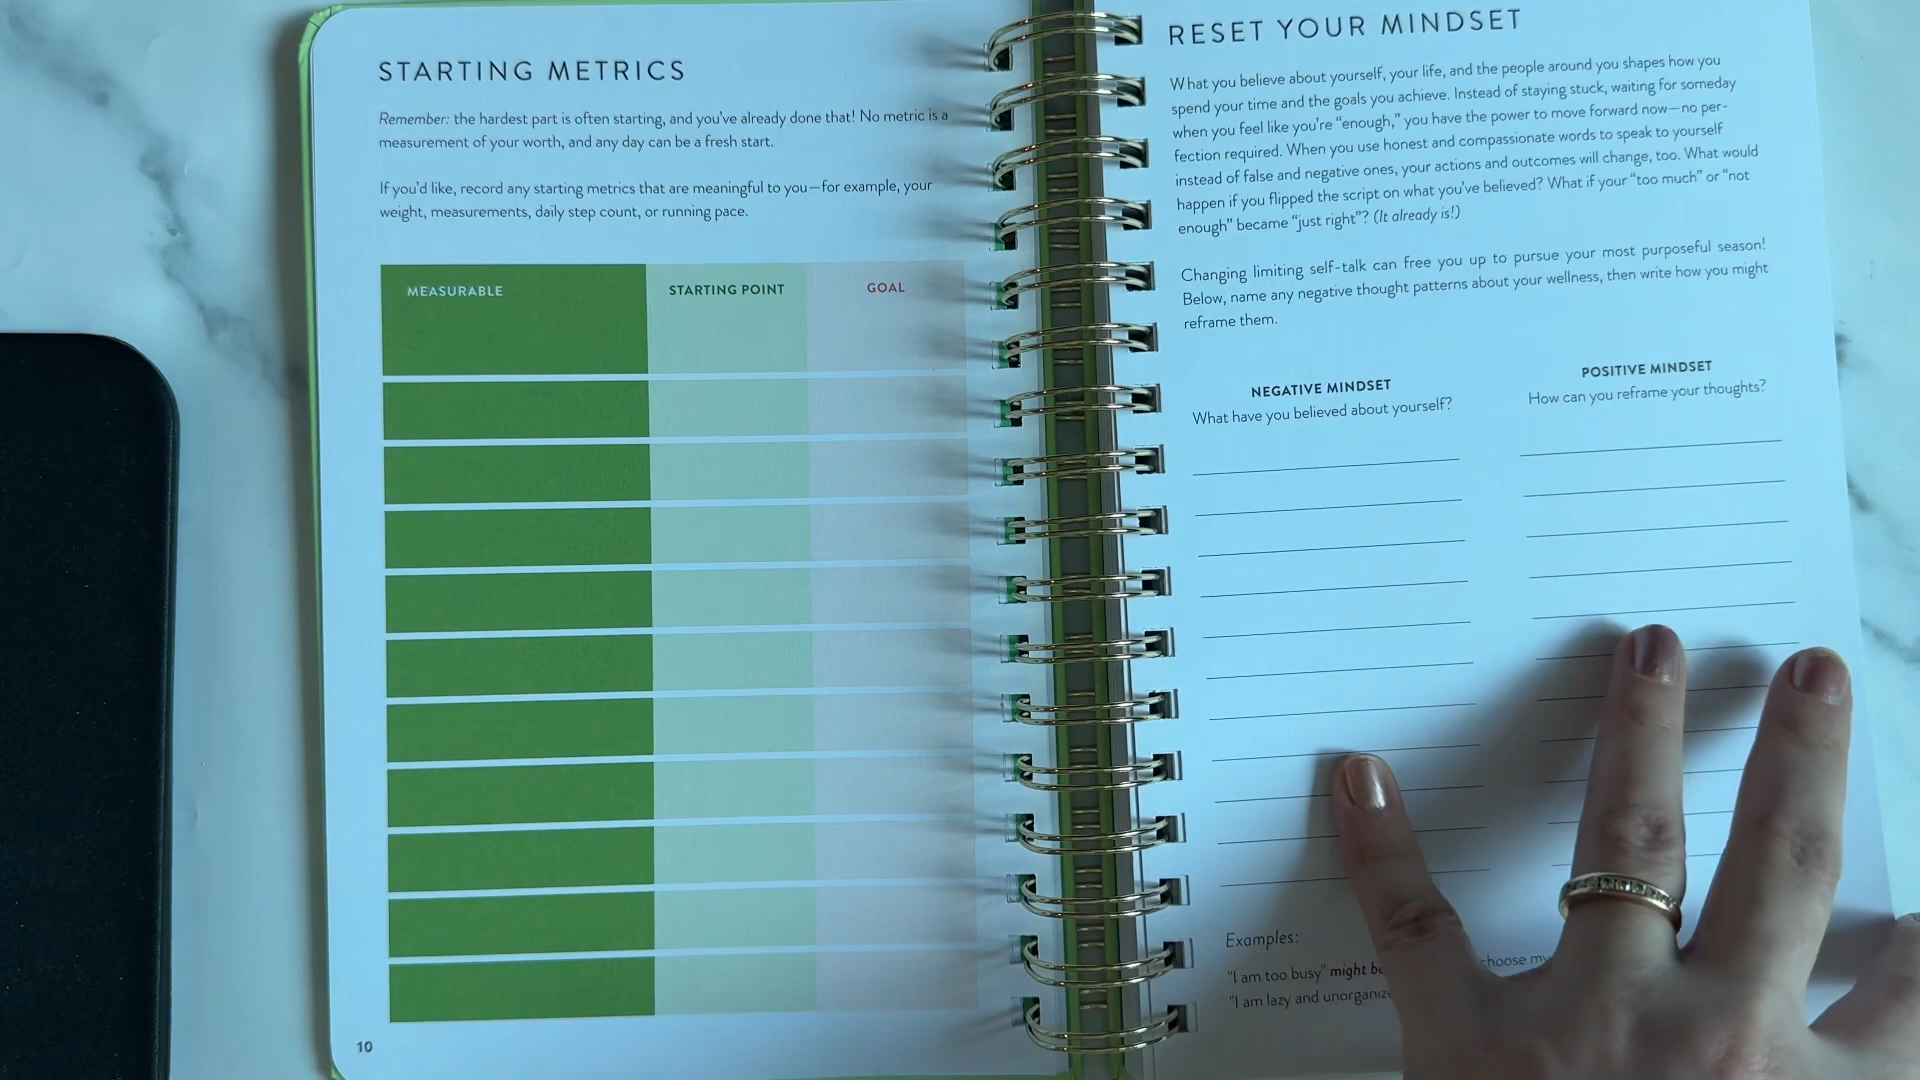 STARTING METRICS
Remember: the hardest part is often starting, and you've already done that! No metric is a
measurement of your worth, and any day can be a fresh start.
If you'd like, record any starting metrics that are meaningful to you—for example, your
weight, measurements, daily step count, or running pace.
MEASURABLE
STARTING POINT
GOAL
10
RESET YOUR MINDSET
What you believe about yourself, your life, and the people around you shapes how you
spend your time and the goals you achieve. Instead of staying stuck, waiting for someday
when you feel like you're “enough,” you have the power to move forward now—no per-
fection required. When you use honest and compassionate words to speak to yourself
instead of false and negative ones, your actions and outcomes will change, too. What would
happen if you flipped the script on what you've believed? What if your “too much” or “not
enough” became “just right”? (It already is!)
Changing limiting self-talk can free you up to pursue your most purposeful season!
Below, name any negative thought patterns about your wellness, then write how you might
reframe them.
NEGATIVE MINDSET
What have you believed about yourself?
POSITIVE MINDSET
How can you reframe your thoughts?
Examples:
"I am too busy" might choose my
"I am lazy and